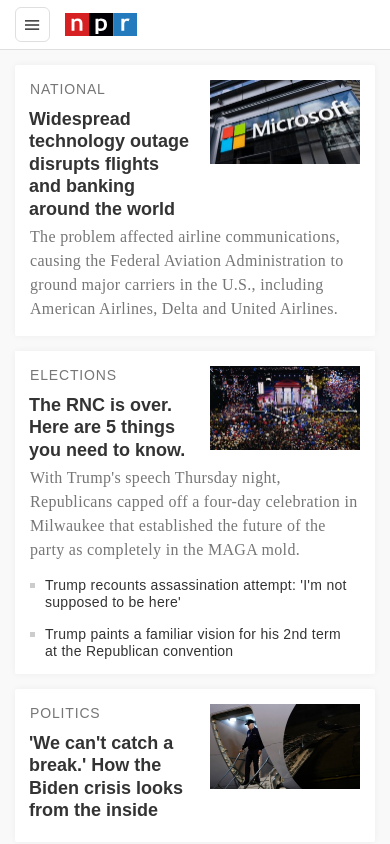 npr
NATIONAL
Widespread
technology outage
disrupts flights
and banking
around the world
Microsoft
The problem affected airline communications,
causing the Federal Aviation Administration to
ground major carriers in the U.S., including
American Airlines, Delta and United Airlines.
ELECTIONS
The RNC is over.
Here are 5 things
you need to know.
With Trump's speech Thursday night,
Republicans capped off a four-day celebration in
Milwaukee that established the future of the
party as completely in the MAGA mold.
Trump recounts assassination attempt: 'I'm not
supposed to be here'
Trump paints a familiar vision for his 2nd term
at the Republican convention
POLITICS
'We can't catch a
break.' How the
Biden crisis looks
from the inside